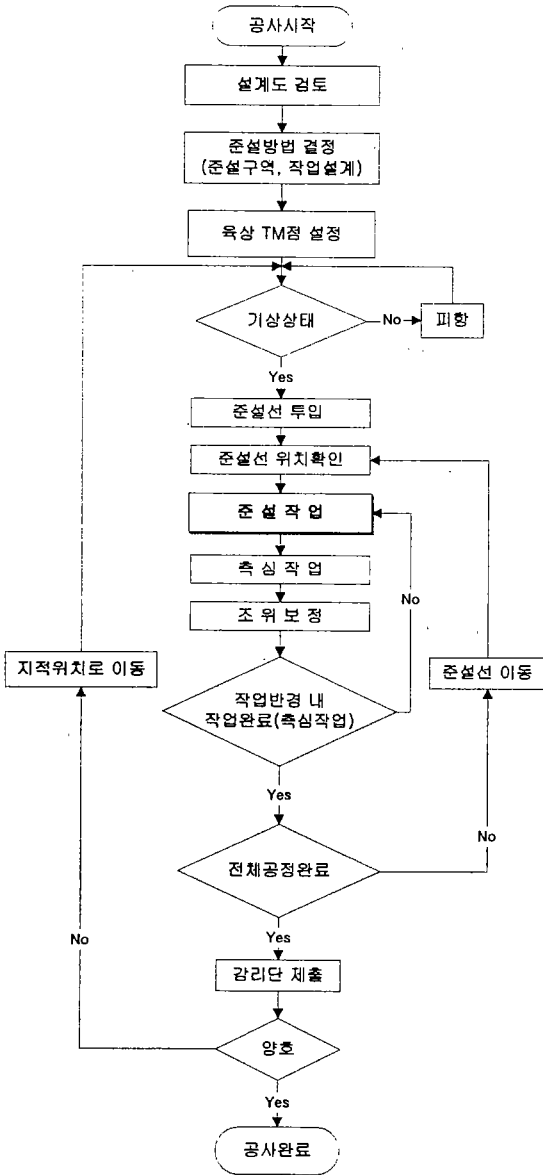 공사시작
설계도 검토
준설방법 결정
(준설구역, 작업설계)
육상 TM점 설정
기상상태
No
피항
Yes
준설선 투입
준설선 위치확인
준 설 작 업
측 심 작 업
No
조 위 보 정
지적위치로 이동
준설선 이동
작업반경 내
작업완료(측심작업)
Yes
No
전체공정완료
No
Yes
감리단 제출
양호
Yes
공사완료